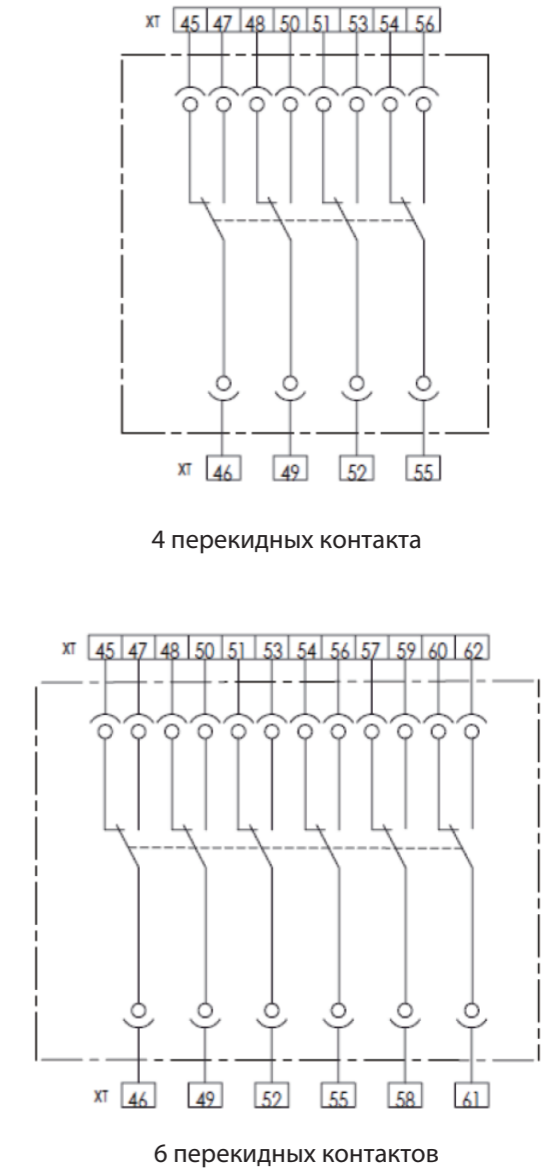 XT 45 47 48 50 51 53 54 56
XT 46 49 52 55
4 перекидных контакта
XT 45 47 48 50 51 53 54 56 57 59 60 62
XT 46 49 52 55 58 61
6 перекидных контактов